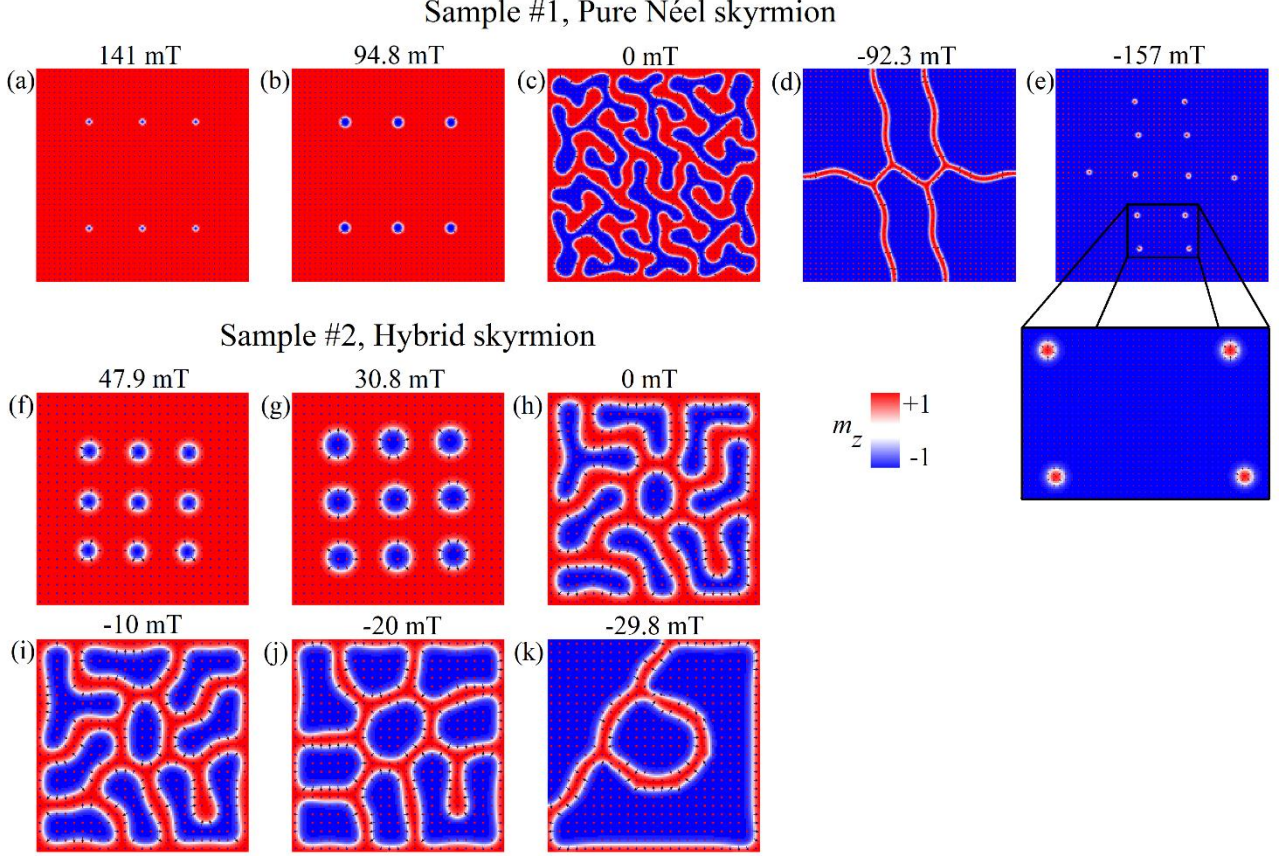 Sample #1, Pure Néel skyrmion
141 mT 94.8 mT 0 mT -92.3 mT -157 mT
(a) (b) (c) (d) (e)
Sample #2, Hybrid skyrmion
47.9 mT 30.8 mT 0 mT
(f) (g) (h)
+1
m_z
-1
-10 mT -20 mT -29.8 mT
(i) (j) (k)